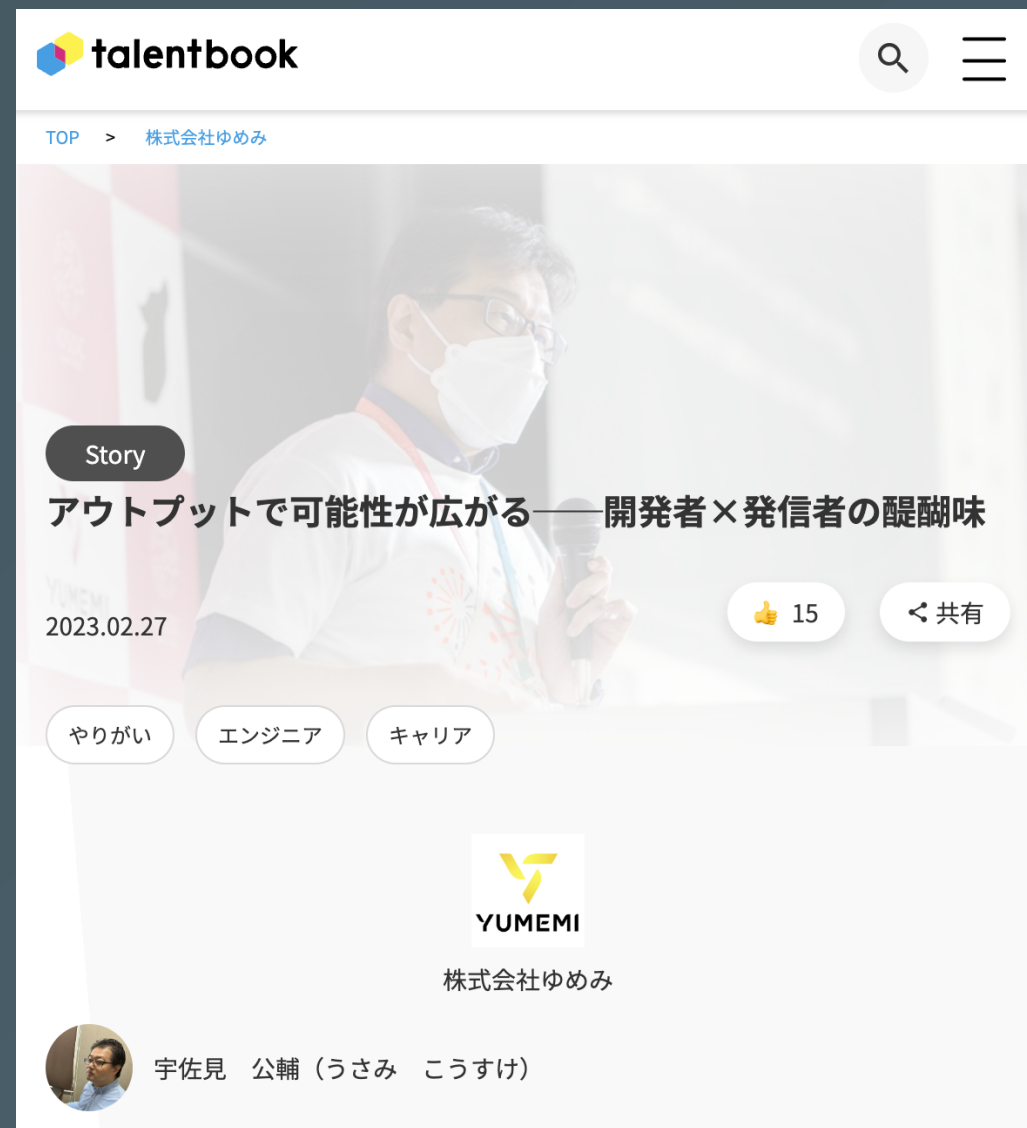 talentbook
TOP > 株式会社ゆめみ
Story
アウトプットで可能性が広がる──開発者×発信者の醍醐味
2023.02.27
👍 15
共有
やりがい エンジニア キャリア
YUMEMI
株式会社ゆめみ
宇佐見　公輔（うさみ　こうすけ）